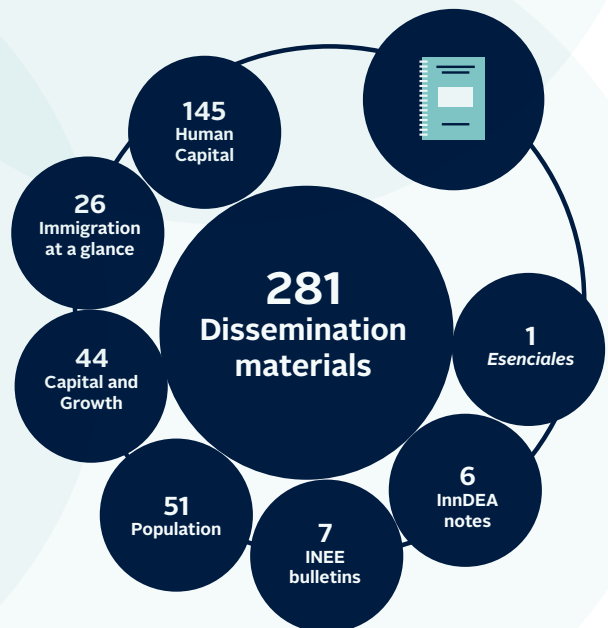 281
Dissemination
materials
145
Human
Capital
26
Immigration
at a glance
44
Capital and
Growth
51
Population
7
INEE
bulletins
6
InnDEA
notes
1
Esenciales